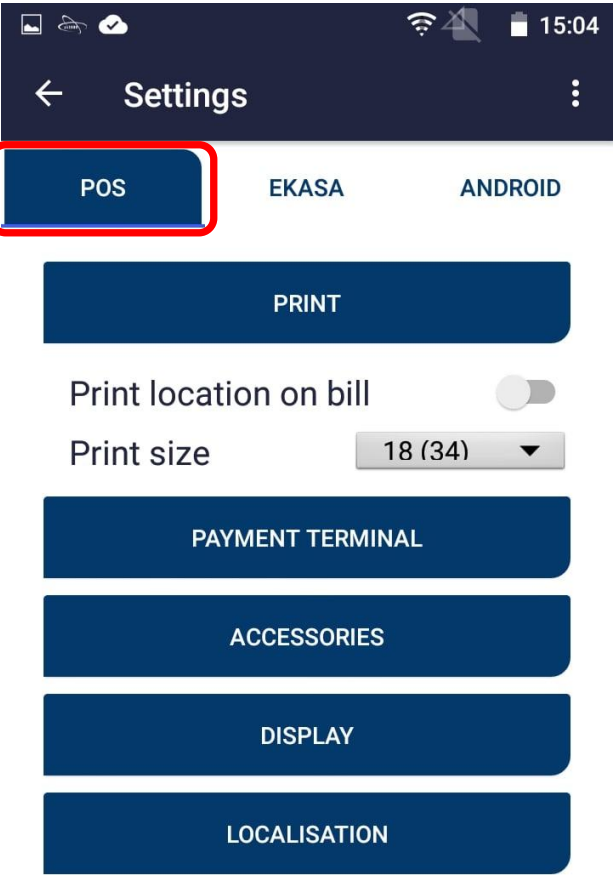 15:04
Settings
POS EKASA ANDROID
PRINT
Print location on bill
Print size 18 (34)
PAYMENT TERMINAL
ACCESSORIES
DISPLAY
LOCALISATION